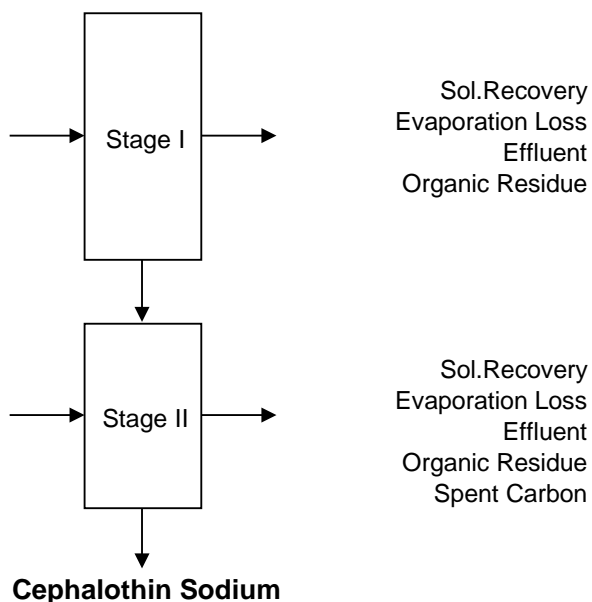 Stage I
Sol.Recovery
Evaporation Loss
Effluent
Organic Residue
Stage II
Sol.Recovery
Evaporation Loss
Effluent
Organic Residue
Spent Carbon
Cephalothin Sodium